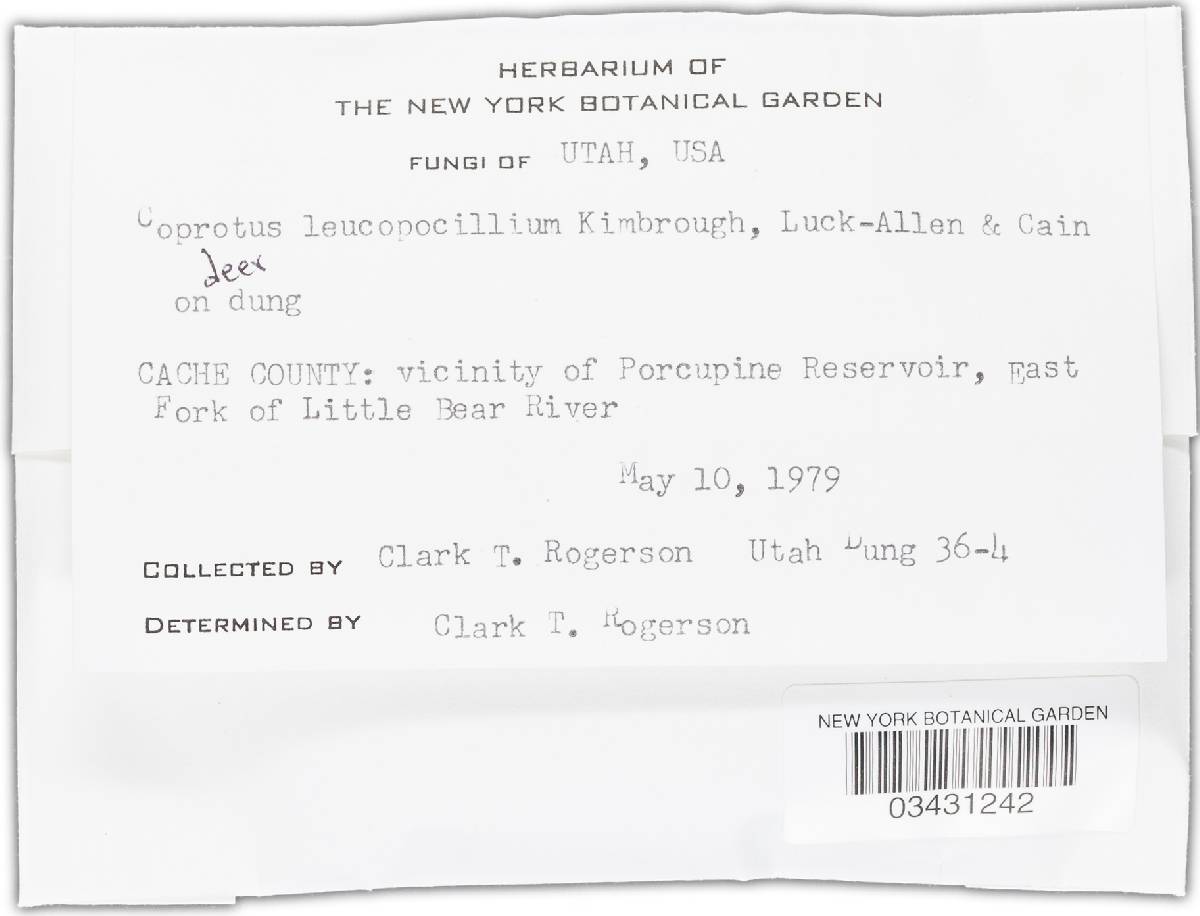 HERBARIUM OF
THE NEW YORK BOTANICAL GARDEN
FUNGI OF UTAH, USA
Coprotus leucopocillium Kimbrough, Luck-Allen & Cain
deer
on dung
CACHE COUNTY: vicinity of Porcupine Reservoir, East
Fork of Little Bear River
May 10, 1979
COLLECTED BY Clark T. Rogerson Utah Dung 36-4
DETERMINED BY Clark T. Rogerson
NEW YORK BOTANICAL GARDEN
03431242